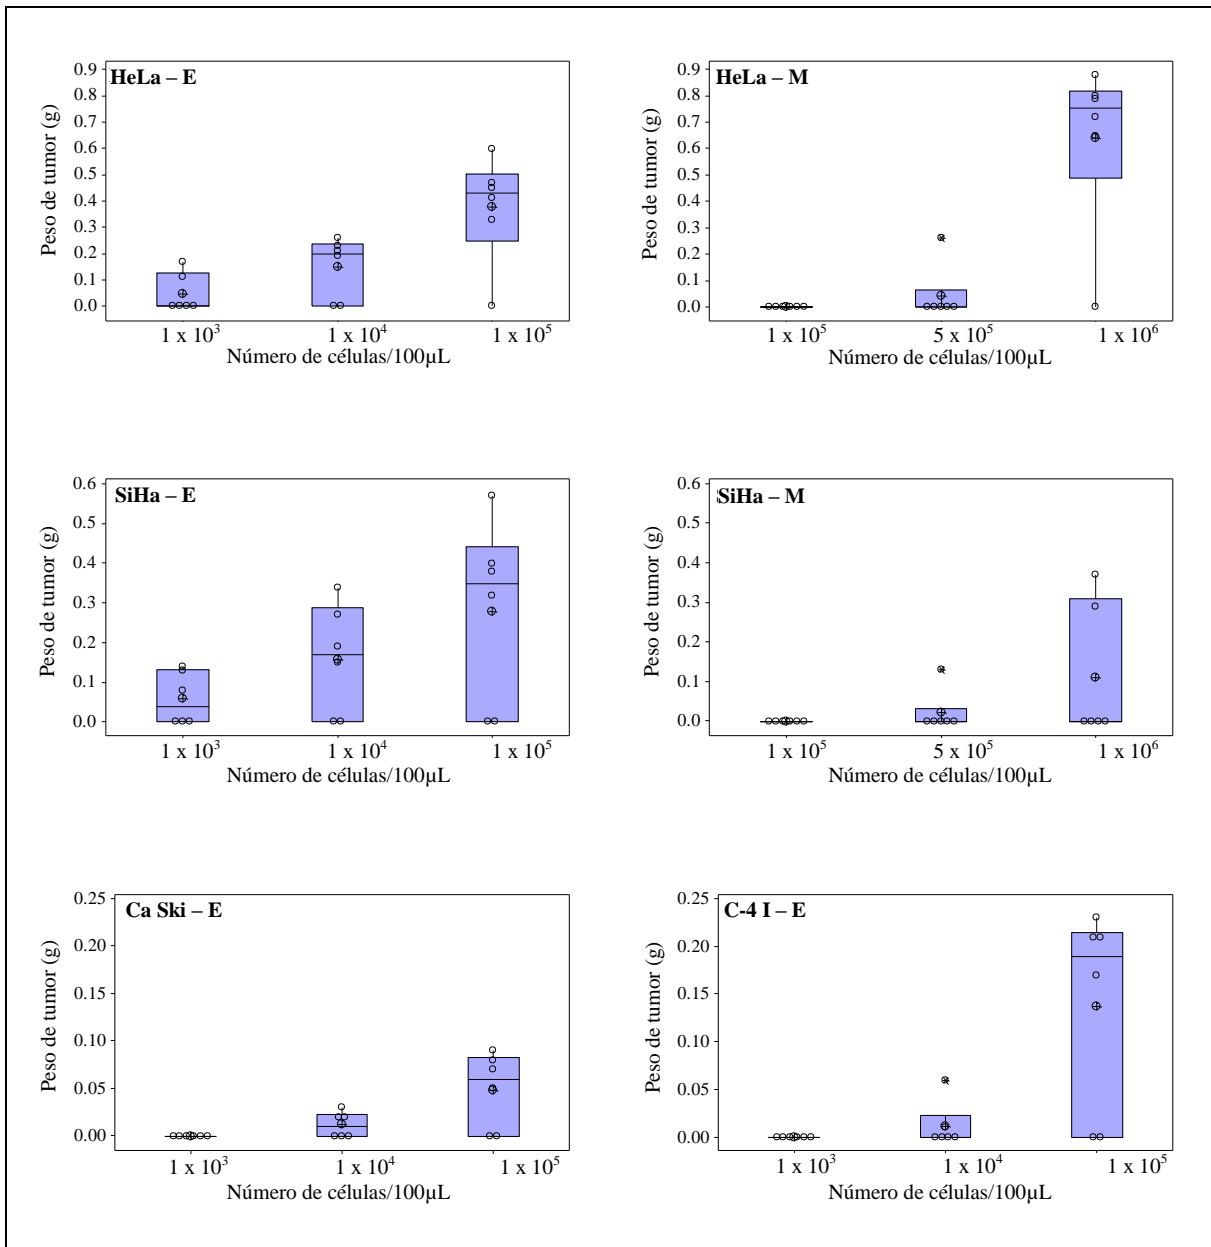 HeLa – E
Peso de tumor (g)
0.9
0.8
0.7
0.6
0.5
0.4
0.3
0.2
0.1
0.0
1 x 10³ 1 x 10⁴ 1 x 10⁵
Número de células/100µL
HeLa – M
Peso de tumor (g)
0.9
0.8
0.7
0.6
0.5
0.4
0.3
0.2
0.1
0.0
1 x 10⁵ 5 x 10⁵ 1 x 10⁶
Número de células/100µL
SiHa – E
Peso de tumor (g)
0.6
0.5
0.4
0.3
0.2
0.1
0.0
1 x 10³ 1 x 10⁴ 1 x 10⁵
Número de células/100µL
SiHa – M
Peso de tumor (g)
0.6
0.5
0.4
0.3
0.2
0.1
0.0
1 x 10⁵ 5 x 10⁵ 1 x 10⁶
Número de células/100µL
Ca Ski – E
Peso de tumor (g)
0.25
0.20
0.15
0.10
0.05
0.00
1 x 10³ 1 x 10⁴ 1 x 10⁵
Número de células/100µL
C-4 I – E
Peso de tumor (g)
0.25
0.20
0.15
0.10
0.05
0.00
1 x 10³ 1 x 10⁴ 1 x 10⁵
Número de células/100µL